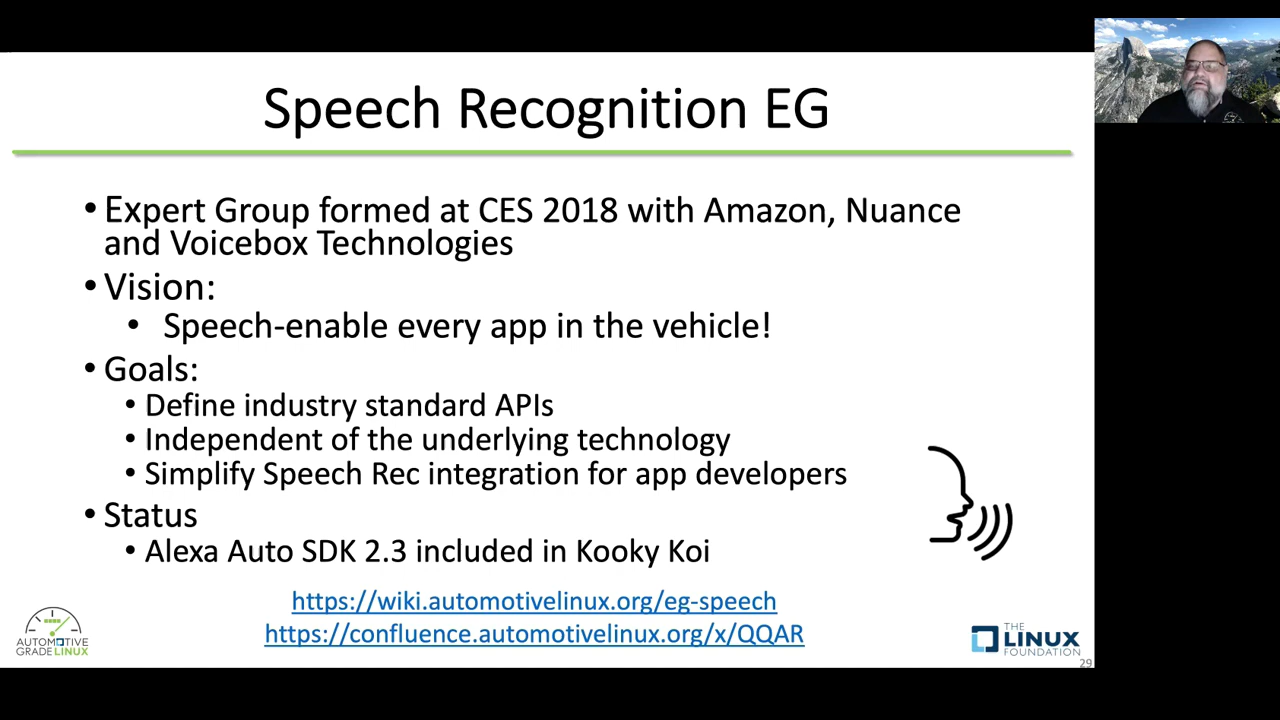 Speech Recognition EG
• Expert Group formed at CES 2018 with Amazon, Nuance
and Voicebox Technologies
• Vision:
• Speech-enable every app in the vehicle!
• Goals:
• Define industry standard APIs
• Independent of the underlying technology
• Simplify Speech Rec integration for app developers
• Status
• Alexa Auto SDK 2.3 included in Kooky Koi
https://wiki.automotivelinux.org/eg-speech
https://confluence.automotivelinux.org/x/QQAR
AUTOMOTIVE
GRADELINUX
THE
LINUX
FOUNDATION
29